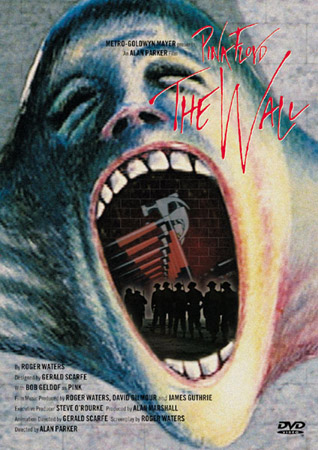 METRO-GOLDWYN-MAYER presents
An ALAN PARKER Film
PINK FLOYD
THE WALL
By ROGER WATERS
Designed by GERALD SCARFE
With BOB GELDOF as PINK
Film Music Produced by ROGER WATERS, DAVID GILMOUR and JAMES GUTHRIE
Executive Producer STEVE O'ROURKE Produced by ALAN MARSHALL
Animation Directed by GERALD SCARFE Screenplay by ROGER WATERS
Directed by ALAN PARKER
DVD
VIDEO